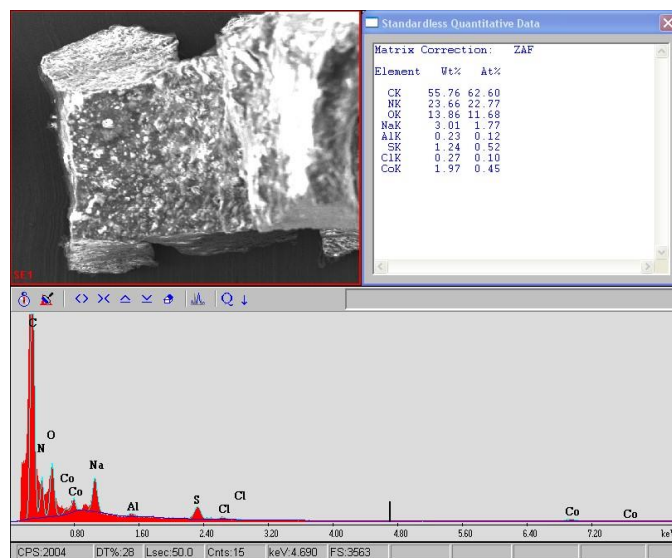 Standardless Quantitative Data
Matrix Correction: ZAF
Element Wt% At%
CK 55.76 62.60
NK 23.66 22.77
OK 13.86 11.68
NaK 3.01 1.77
AlK 0.23 0.12
SK 1.24 0.52
ClK 0.27 0.10
CoK 1.97 0.45
SE1
Q
C
N
O
Co
Co
Na
Al
S
Cl
Cl
Co
Co
0.80 1.60 2.40 3.20 4.00 4.80 5.60 6.40 7.20
CPS:2004 DT%:28 Lsec:50.0 Cnts:15 keV:4.690 FS:3563